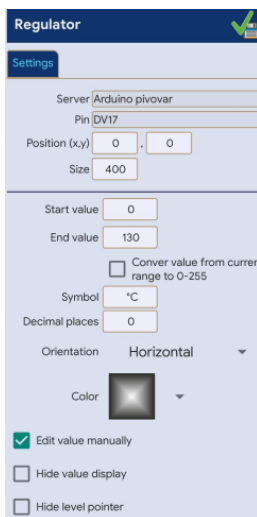 Regulator
Settings
Server Arduino pivovar
Pin DV17
Position (x,y) 0 , 0
Size 400
Start value 0
End value 130
Conver value from curren
range to 0-255
Symbol °C
Decimal places 0
Orientation Horizontal
Color
Edit value manually
Hide value display
Hide level pointer